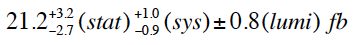 21.2 +3.2 −2.7 (stat) +1.0 −0.9 (sys) ± 0.8 (lumi) fb